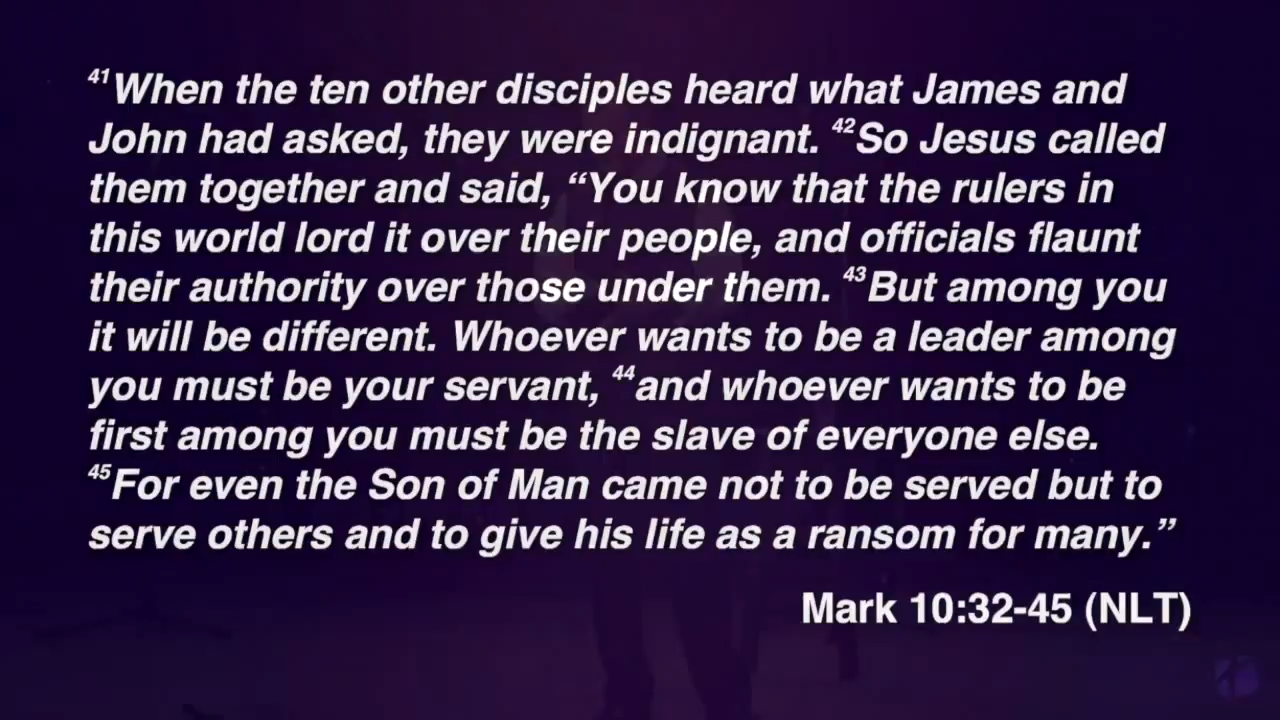 41When the ten other disciples heard what James and
John had asked, they were indignant. 42So Jesus called
them together and said, “You know that the rulers in
this world lord it over their people, and officials flaunt
their authority over those under them. 43But among you
it will be different. Whoever wants to be a leader among
you must be your servant, 44and whoever wants to be
first among you must be the slave of everyone else.
45For even the Son of Man came not to be served but to
serve others and to give his life as a ransom for many.”
Mark 10:32-45 (NLT)